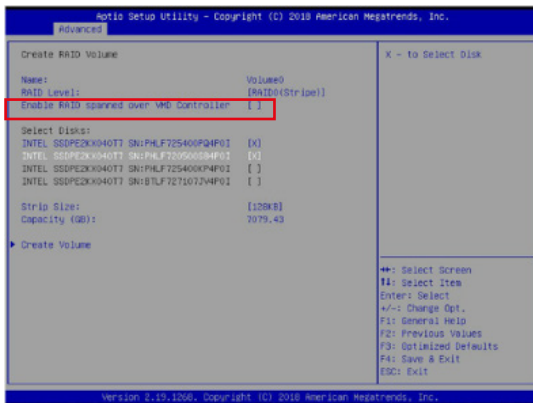 Aptio Setup Utility - Copyright (C) 2018 American Megatrends, Inc.
Advanced
Create RAID Volume
Name: Volume0
RAID Level: [RAID0(Stripe)]
Enable RAID spanned over VMD Controller [ ]
Select Disks:
INTEL SSDPE2KX040T7 SN:PHLF725400PQ4P0I [X]
INTEL SSDPE2KX040T7 SN:PHLF720500S84P0I [X]
INTEL SSDPE2KX040T7 SN:PHLF725400KP4P0I [ ]
INTEL SSDPE2KX040T7 SN:BTLF727107JV4P0I [ ]
Strip Size: [128KB]
Capacity (GB): 7079.43
Create Volume
X - to Select Disk
++: Select Screen
↑↓: Select Item
Enter: Select
+/-: Change Opt.
F1: General Help
F2: Previous Values
F3: Optimized Defaults
F4: Save & Exit
ESC: Exit
Version 2.19.1268. Copyright (C) 2018 American Megatrends, Inc.